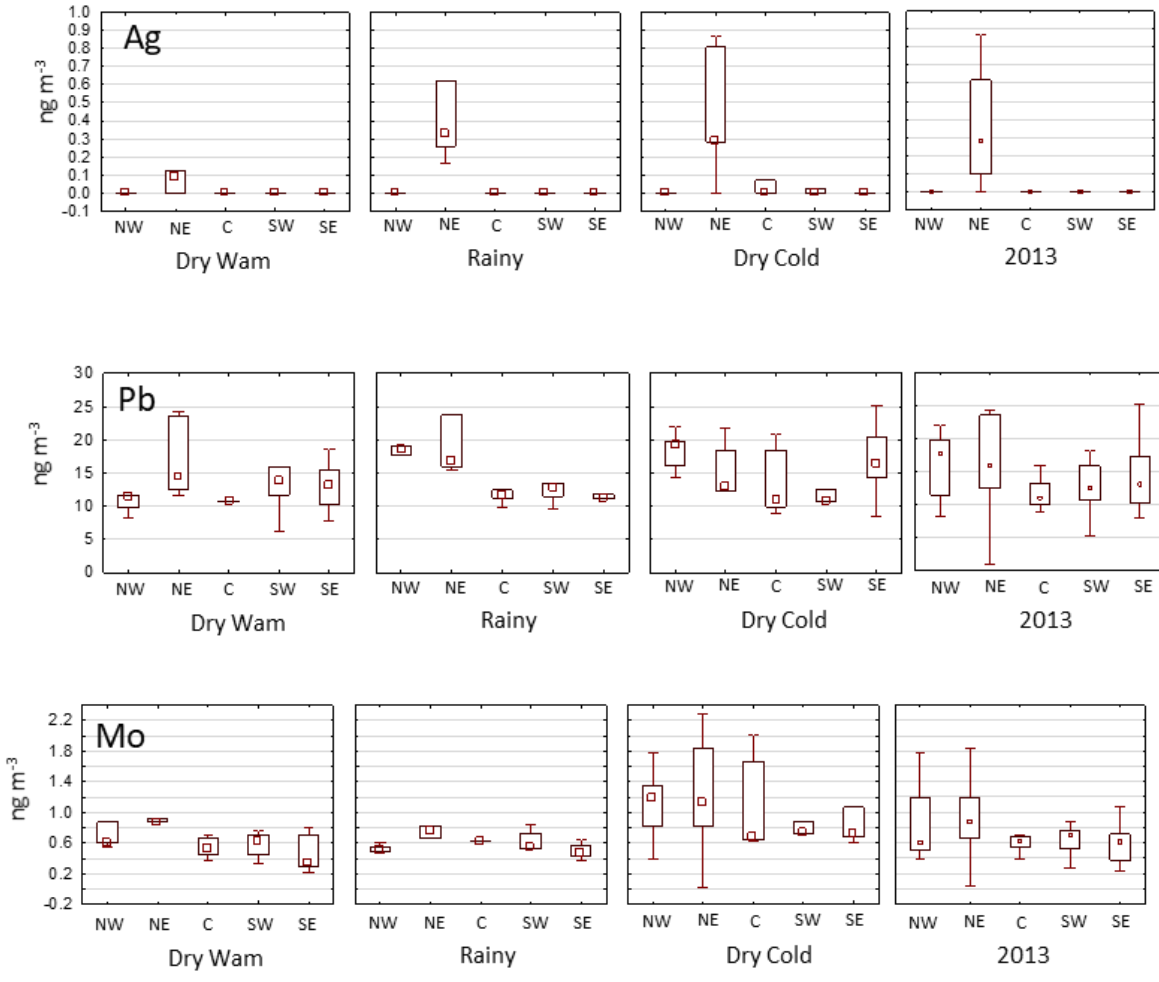 Ag
ng m⁻³
1.0
0.9
0.8
0.7
0.6
0.5
0.4
0.3
0.2
0.1
0.0
-0.1
NW NE C SW SE
NW NE C SW SE
NW NE C SW SE
NW NE C SW SE
Dry Wam
Rainy
Dry Cold
2013
Pb
ng m⁻³
30
25
20
15
10
5
0
NW NE C SW SE
NW NE C SW SE
NW NE C SW SE
NW NE C SW SE
Dry Wam
Rainy
Dry Cold
2013
Mo
ng m⁻³
2.2
1.8
1.4
1.0
0.6
0.2
-0.2
NW NE C SW SE
NW NE C SW SE
NW NE C SW SE
NW NE C SW SE
Dry Wam
Rainy
Dry Cold
2013